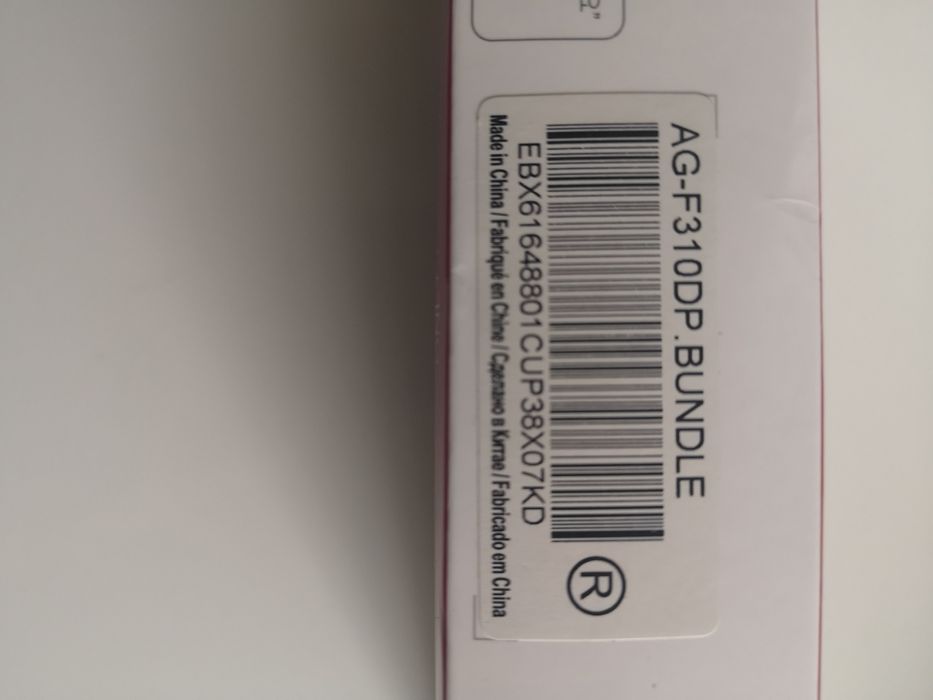 AG-F310DP.BUNDLE
EBX61648801CUP38X07KD
R
Made in China / Fabriqué en Chine / Сделано в Китае / Fabricado em China